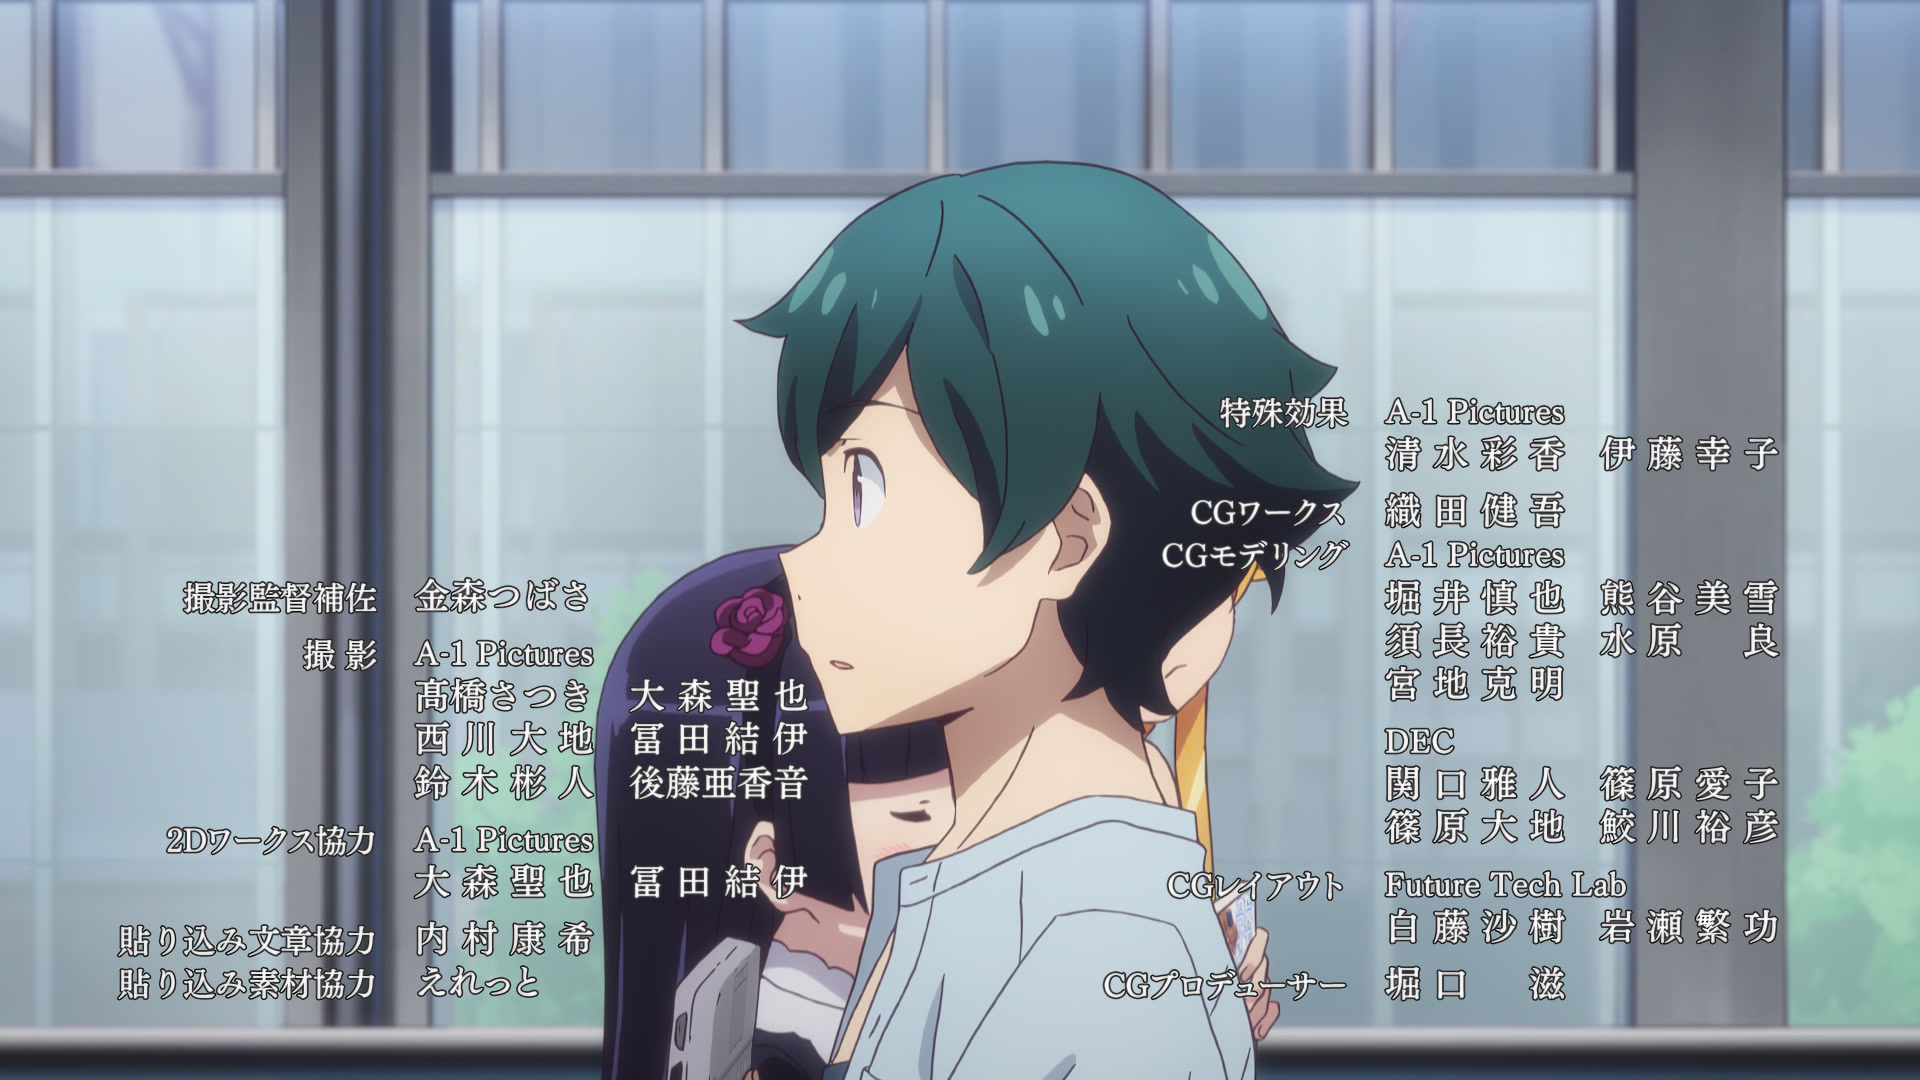 撮影監督補佐 金森つばさ
撮影 A-1 Pictures
髙橋さつき 大森聖也
西川大地 冨田結伊
鈴木彬人 後藤亜香音
2Dワークス協力 A-1 Pictures
大森聖也 冨田結伊
貼り込み文章協力 内村康希
貼り込み素材協力 えれっと
特殊効果 A-1 Pictures
清水彩香 伊藤幸子
CGワークス 織田健吾
CGモデリング A-1 Pictures
堀井慎也 熊谷美雪
須長裕貴 水原良
宮地克明
DEC
関口雅人 篠原愛子
篠原大地 鮫川裕彦
CGレイアウト Future Tech Lab
白藤沙樹 岩瀬繁功
CGプロデューサー 堀口滋